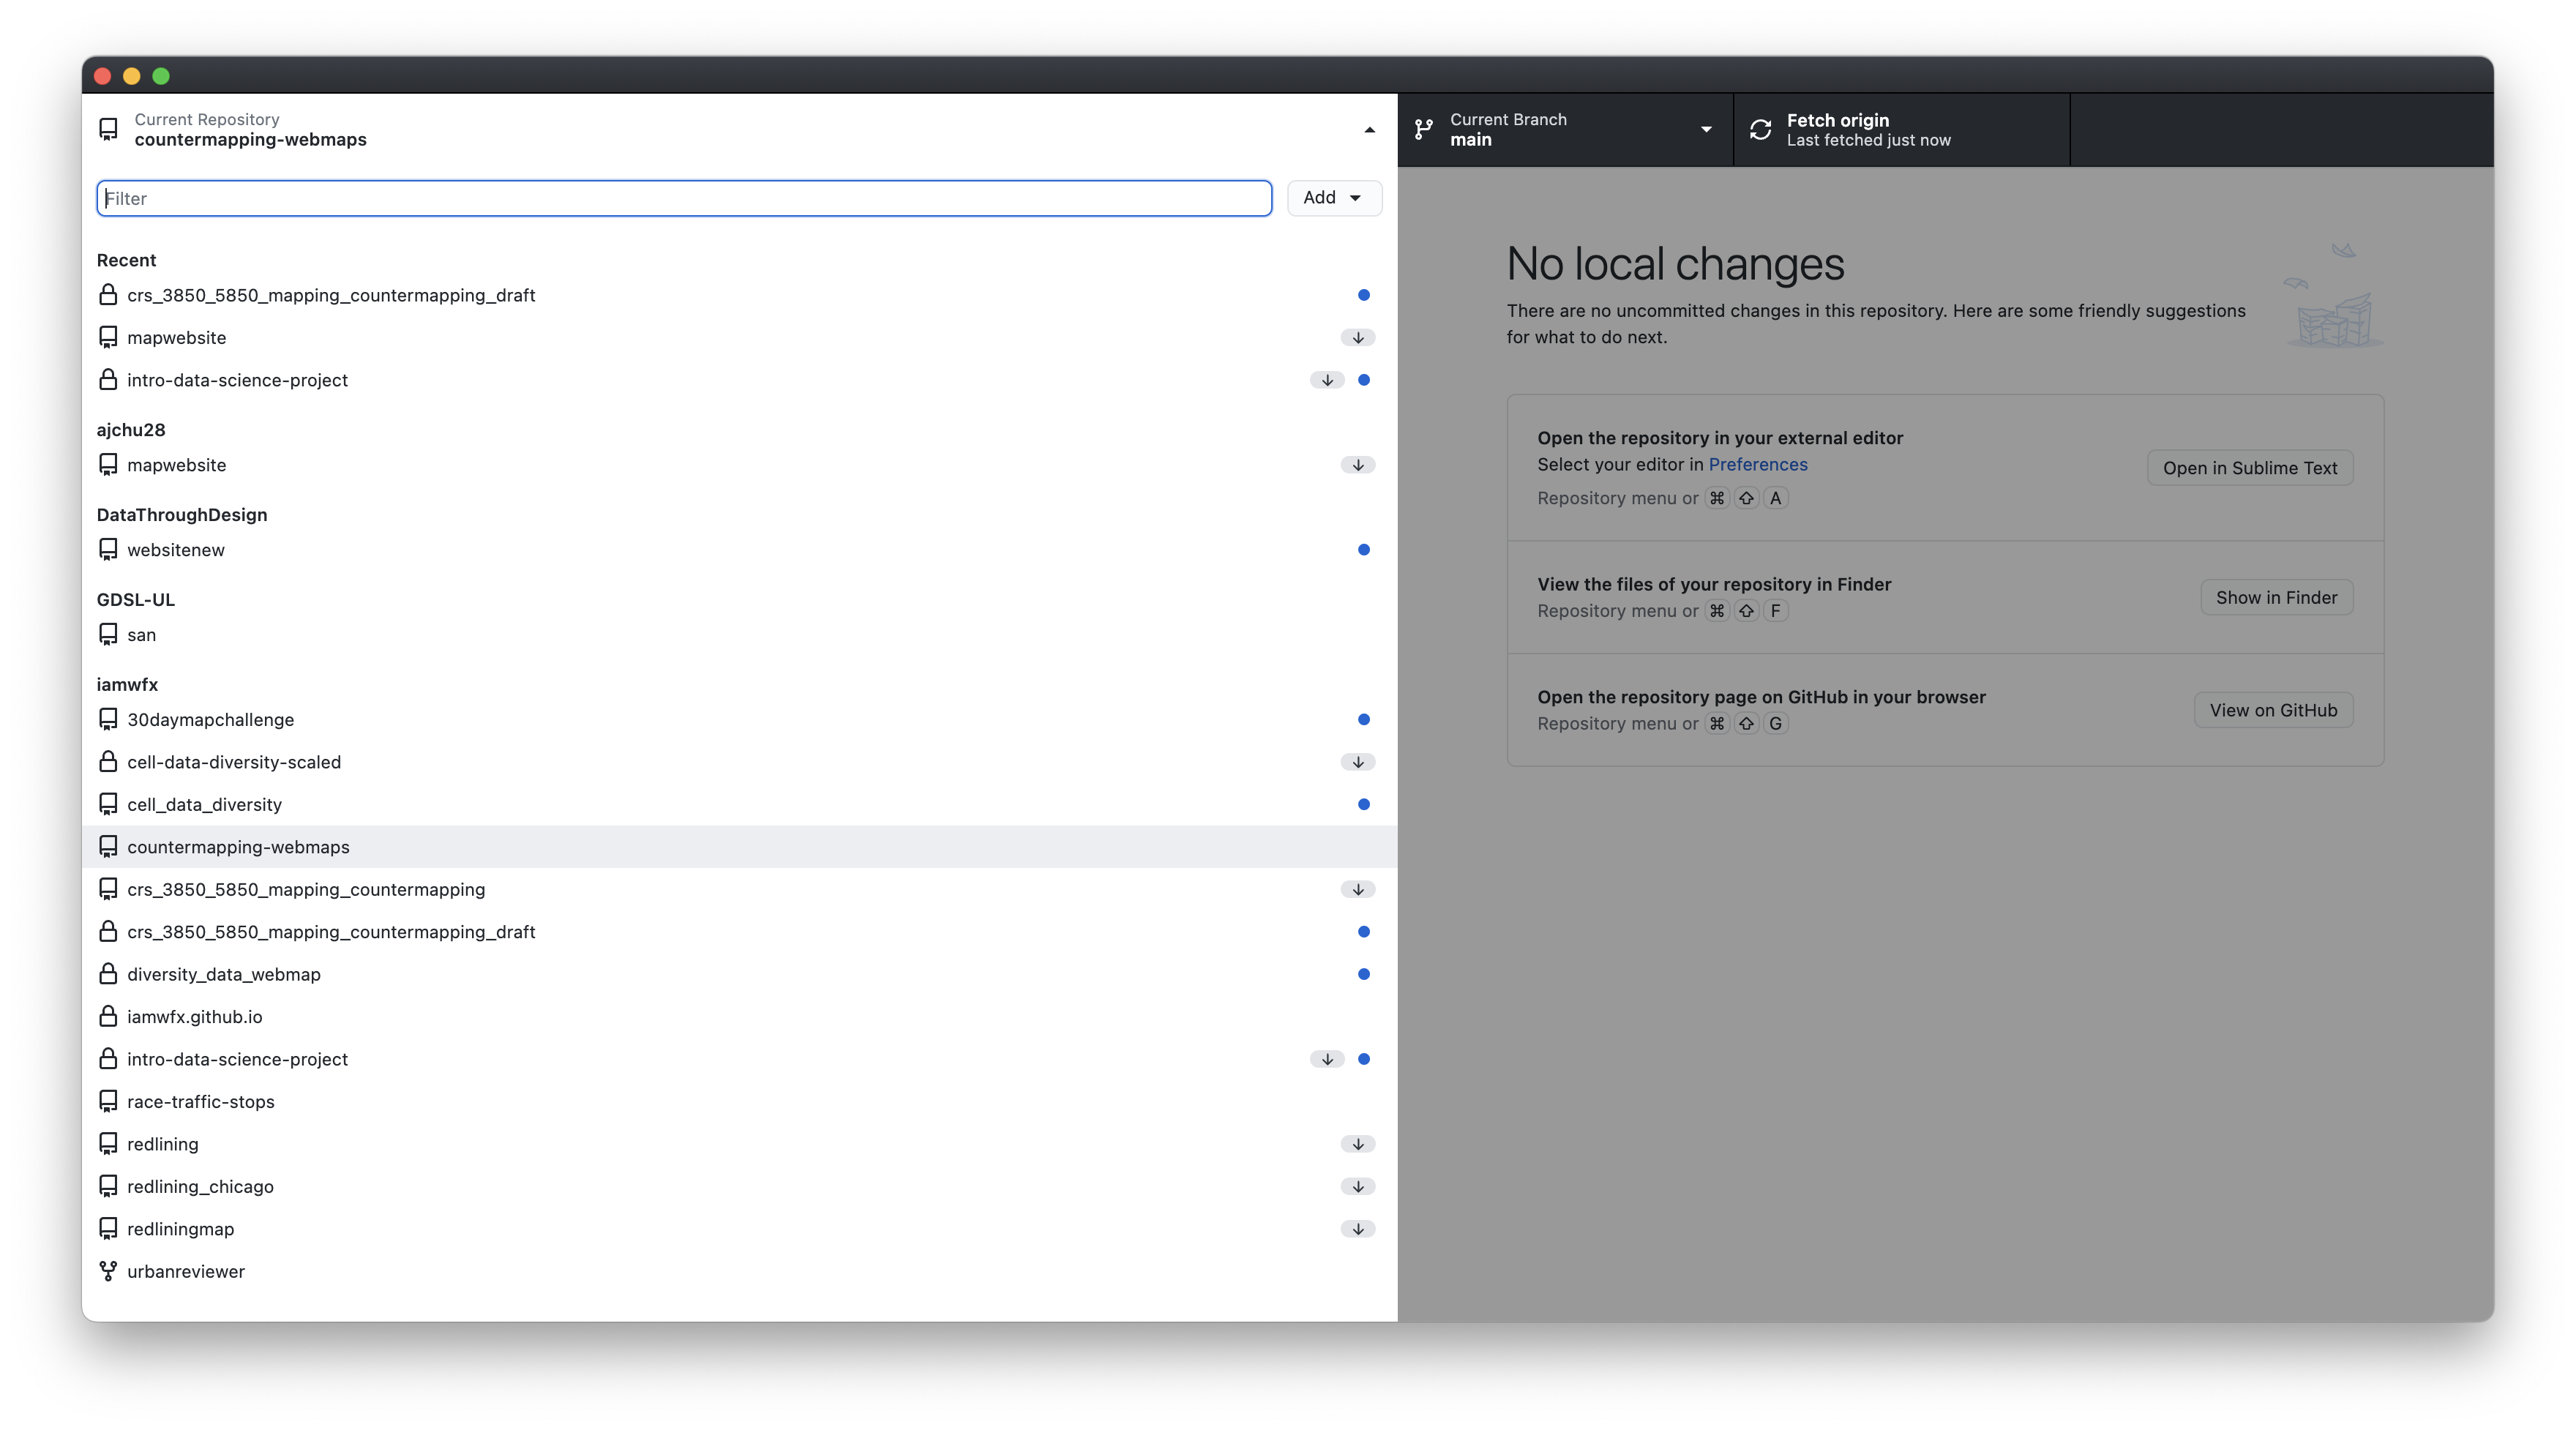 Current Repository
countermapping-webmaps
Current Branch
main
Fetch origin
Last fetched just now
Filter
Add
Recent
crs_3850_5850_mapping_countermapping_draft
mapwebsite
intro-data-science-project
ajchu28
mapwebsite
DataThroughDesign
websitenew
GDSL-UL
san
iamwfx
30daymapchallenge
cell-data-diversity-scaled
cell_data_diversity
countermapping-webmaps
crs_3850_5850_mapping_countermapping
crs_3850_5850_mapping_countermapping_draft
diversity_data_webmap
iamwfx.github.io
intro-data-science-project
race-traffic-stops
redlining
redlining_chicago
redliningmap
urbanreviewer
No local changes
There are no uncommitted changes in this repository. Here are some friendly suggestions
for what to do next.
Open the repository in your external editor
Select your editor in Preferences
Repository menu or ⌘ ⇧ A
Open in Sublime Text
View the files of your repository in Finder
Repository menu or ⌘ ⇧ F
Show in Finder
Open the repository page on GitHub in your browser
Repository menu or ⌘ ⇧ G
View on GitHub